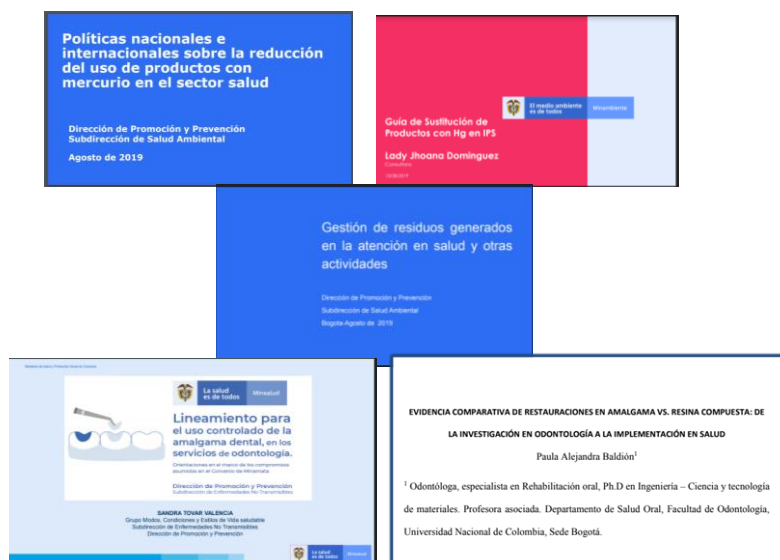 Políticas nacionales e
internacionales sobre la reducción
del uso de productos con
mercurio en el sector salud
Dirección de Promoción y Prevención
Subdirección de Salud Ambiental
Agosto de 2019
El medio ambiente
es de todos
Minambiente
Guía de Sustitución de
Productos con Hg en IPS
Lady Jhoana Domínguez
Consultora
Gestión de residuos generados
en la atención en salud y otras
actividades
Dirección de Promoción y Prevención
Subdirección de Salud Ambiental
Bogota-Agosto de 2019
La salud
es de todos
Minsalud
Lineamiento para
el uso controlado de la
amalgama dental, en los
servicios de odontología.
Orientaciones en el marco de los compromisos
asumidos en el Convenio de Minamata
Dirección de Promoción y Prevención
Subdirección de Enfermedades No Transmisibles
SANDRA TOVAR VALENCIA
Grupo Modos, Condiciones y Estilos de Vida saludable
Subdirección de Enfermedades No Transmisibles
Dirección de Promoción y Prevención
La salud
es de todos
Minsalud
EVIDENCIA COMPARATIVA DE RESTAURACIONES EN AMALGAMA VS. RESINA COMPUESTA: DE
LA INVESTIGACIÓN EN ODONTOLOGÍA A LA IMPLEMENTACIÓN EN SALUD
Paula Alejandra Baldión¹
¹ Odontóloga, especialista en Rehabilitación oral, Ph.D en Ingeniería – Ciencia y tecnología
de materiales. Profesora asociada. Departamento de Salud Oral, Facultad de Odontología,
Universidad Nacional de Colombia, Sede Bogotá.